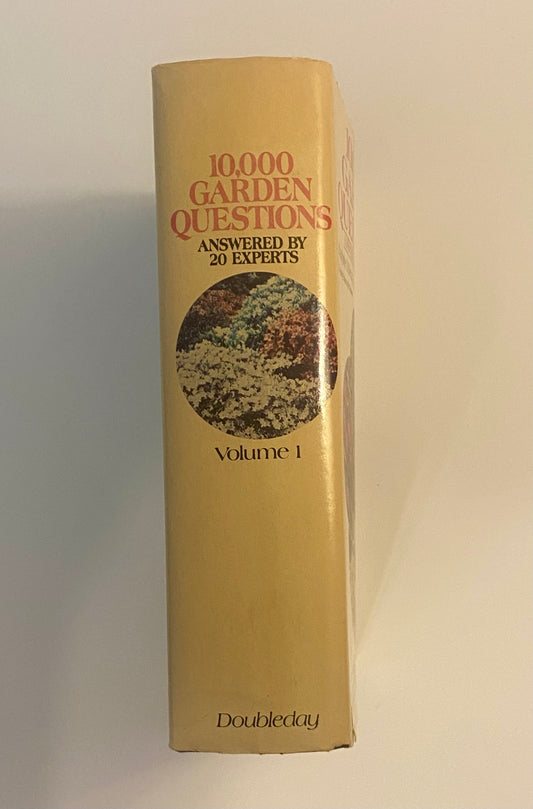 10,000
GARDEN
QUESTIONS
ANSWERED BY
20 EXPERTS
Volume 1
Doubleday